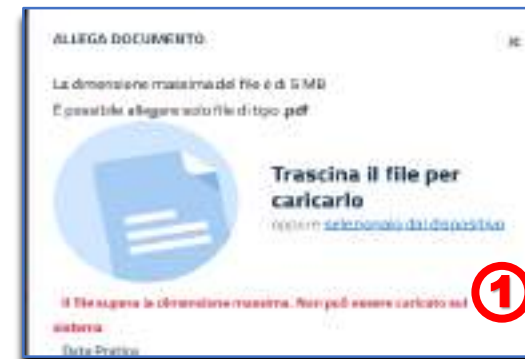 ALLEGA DOCUMENTO
La dimensione massima del file è di 5 MB
È possibile allegare solo file di tipo .pdf
Trascina il file per
caricarlo
oppure selezionalo dal dispositivo
Il file supera la dimensione massima. Non può essere caricato sul
sistema
1
Data Pratica